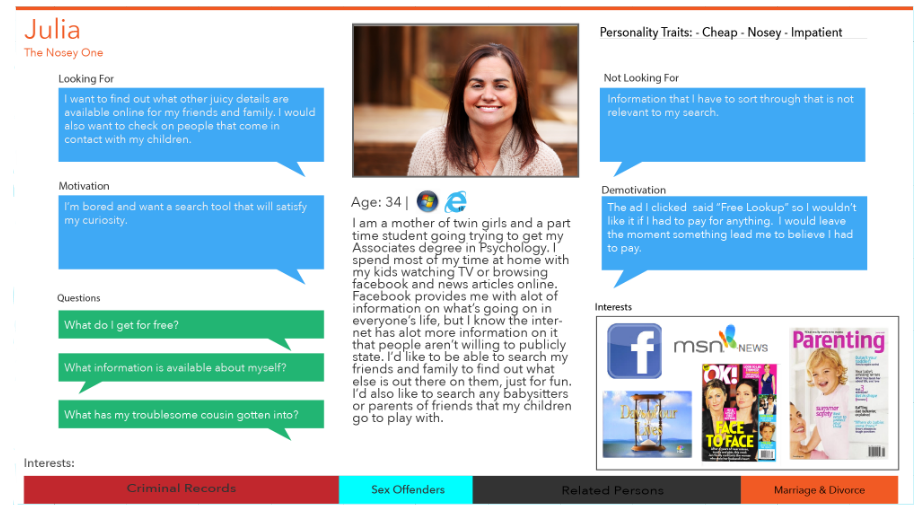 Julia
The Nosey One
Looking For
I want to find out what other juicy details are
available online for my friends and family. I would
also want to check on people that come in
contact with my children.
Motivation
I'm bored and want a search tool that will satisfy
my curiosity.
Questions
What do I get for free?
What information is available about myself?
What has my troublesome cousin gotten into?
Age: 34 |
I am a mother of twin girls and a part
time student going trying to get my
Associates degree in Psychology. I
spend most of my time at home with
my kids watching TV or browsing
facebook and news articles online.
Facebook provides me with alot of
information on what's going on in
everyone's life, but I know the inter-
net has alot more information on it
that people aren't willing to publicly
state. I'd like to be able to search my
friends and family to find out what
else is out there on them, just for fun.
I'd also like to search any babysitters
or parents of friends that my children
go to play with.
Personality Traits: - Cheap - Nosey - Impatient
Not Looking For
Information that I have to sort through that is not
relevant to my search.
Demotivation
The ad I clicked said "Free Lookup" so I wouldn't
like it if I had to pay for anything. I would leave
the moment something lead me to believe I had
to pay.
Interests
f
msn NEWS
Parenting
summer
safety
OK!
FACE
TO FACE
Interests:
Criminal Records
Sex Offenders
Related Persons
Marriage & Divorce